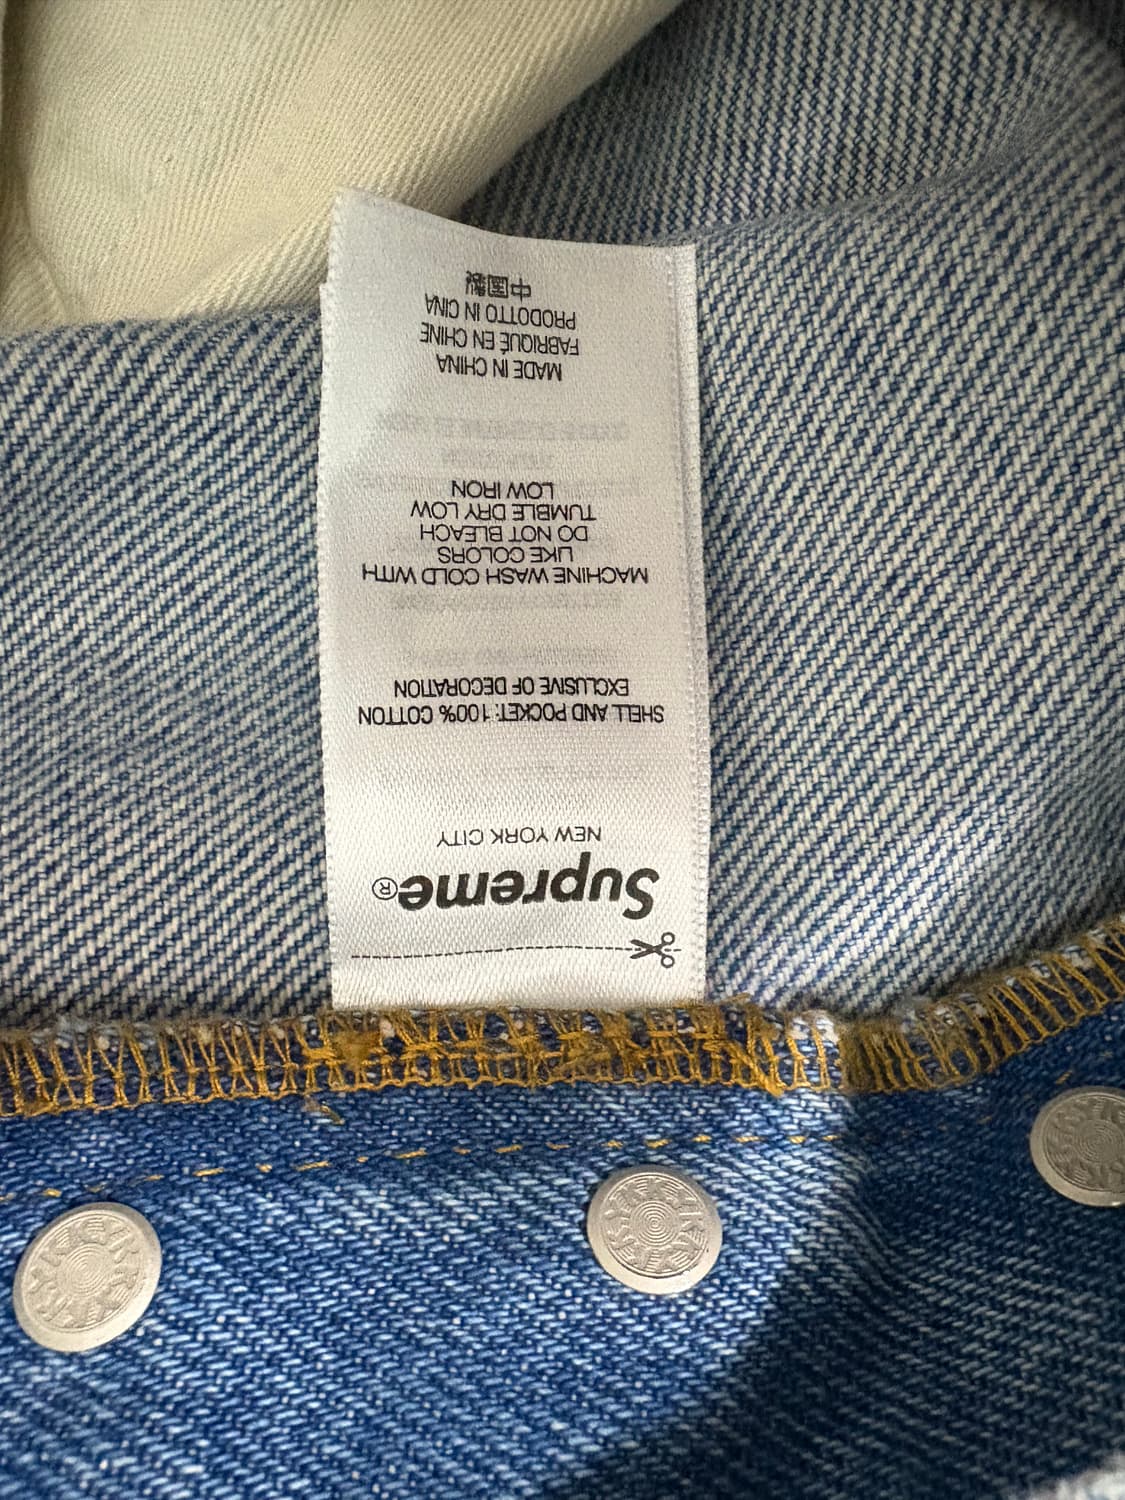 Supreme®
NEW YORK CITY
SHELL AND POCKET: 100% COTTON
EXCLUSIVE OF DECORATION
MACHINE WASH COLD WITH
LIKE COLORS
DO NOT BLEACH
TUMBLE DRY LOW
LOW IRON
MADE IN CHINA
FABRIQUÉ EN CHINE
PRODOTTO IN CINA
中国製